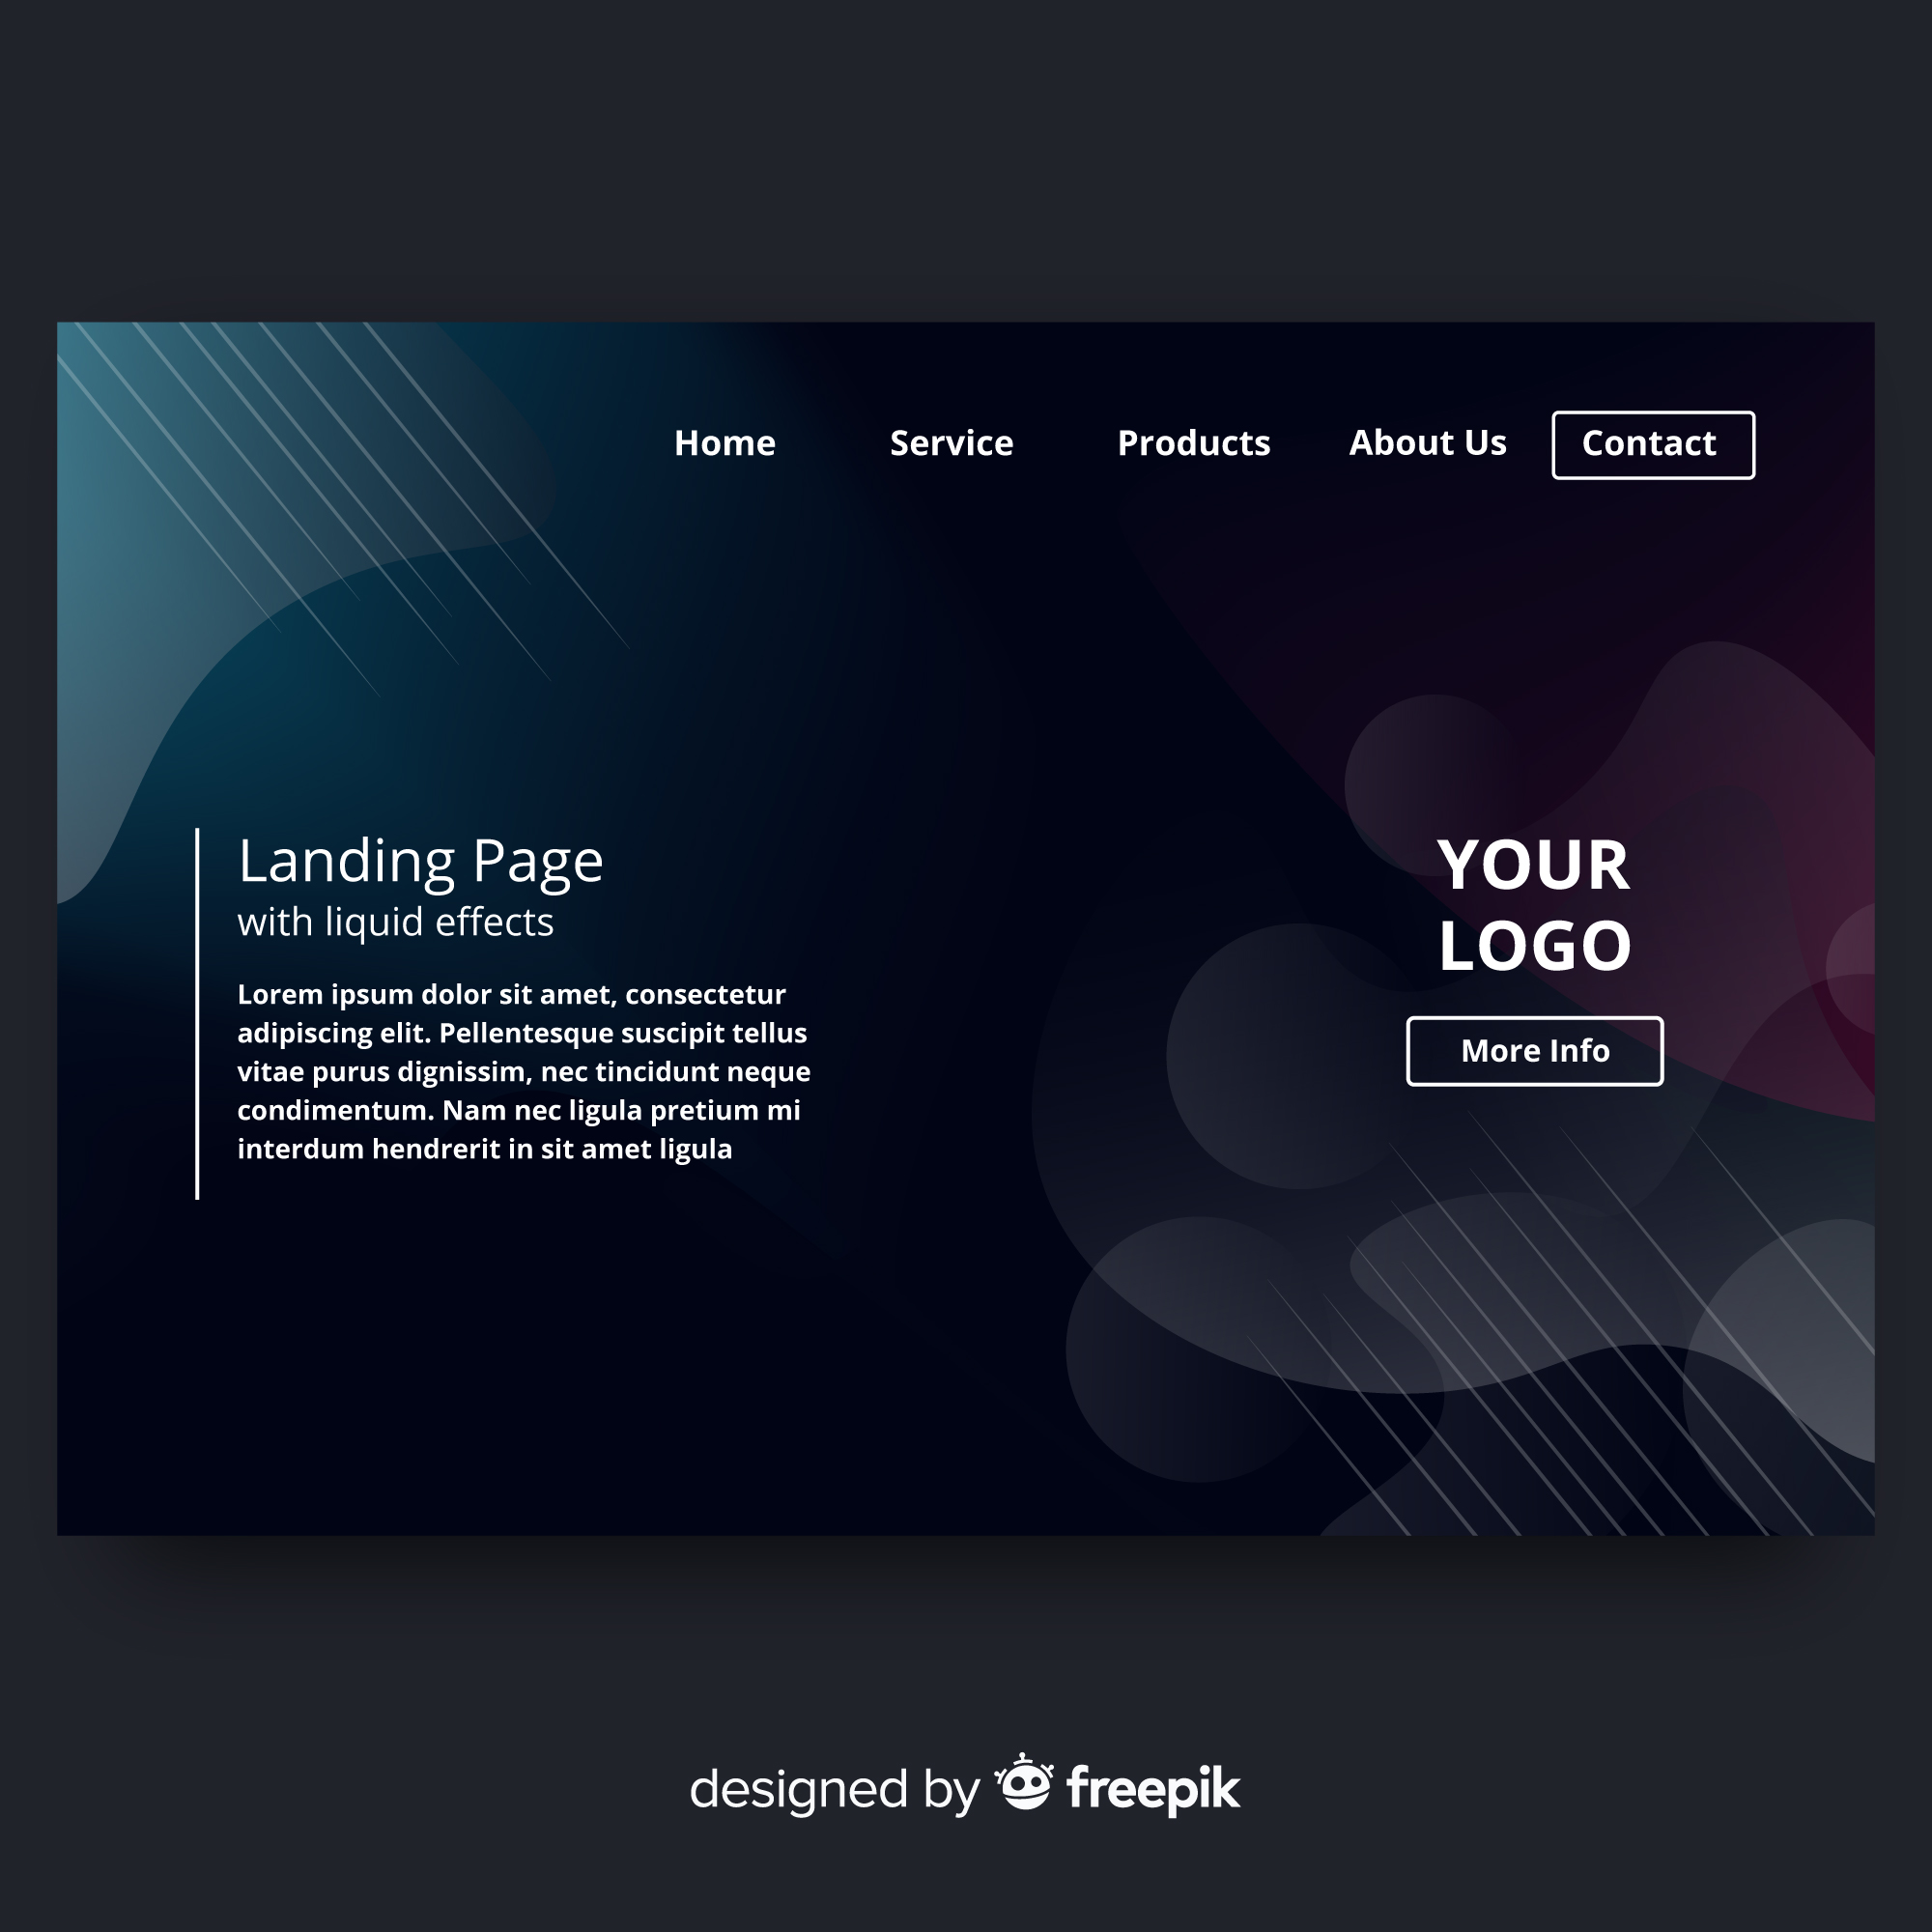 Home Service Products About Us Contact
Landing Page
with liquid effects
Lorem ipsum dolor sit amet, consectetur
adipiscing elit. Pellentesque suscipit tellus
vitae purus dignissim, nec tincidunt neque
condimentum. Nam nec ligula pretium mi
interdum hendrerit in sit amet ligula
YOUR
LOGO
More Info
designed by freepik